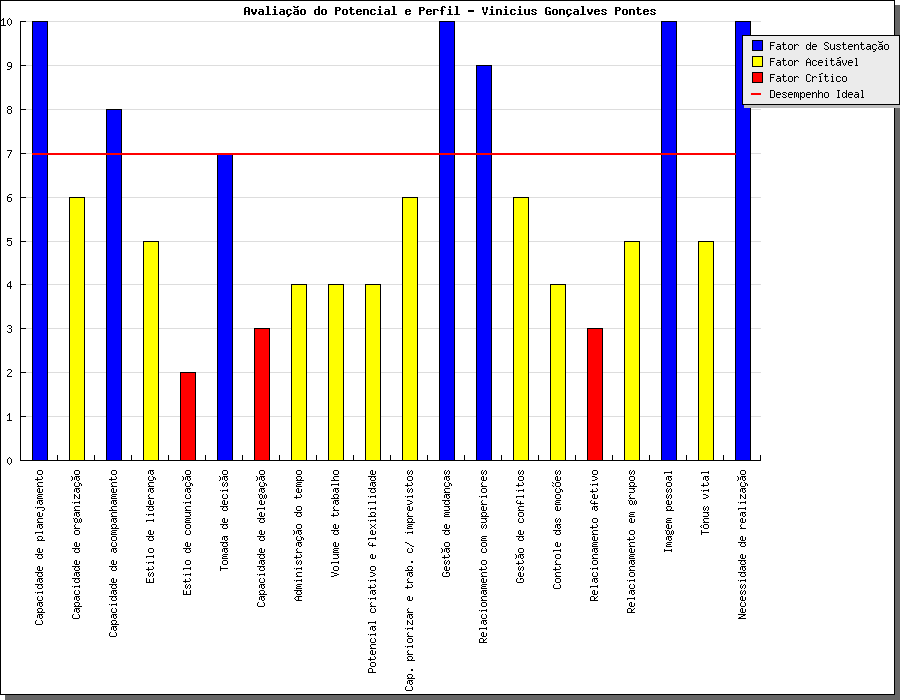 Avaliação do Potencial e Perfil - Vinicius Gonçalves Pontes
10
9
8
7
6
5
4
3
2
1
0
Fator de Sustentação
Fator Aceitável
Fator Crítico
Desempenho Ideal
Capacidade de planejamento
Capacidade de organização
Capacidade de acompanhamento
Estilo de liderança
Estilo de comunicação
Tomada de decisão
Capacidade de delegação
Administração do tempo
Volume de trabalho
Potencial criativo e flexibilidade
Cap. priorizar e trab. c/ imprevistos
Gestão de mudanças
Relacionamento com superiores
Gestão de conflitos
Controle das emoções
Relacionamento afetivo
Relacionamento em grupos
Imagem pessoal
Tônus vital
Necessidade de realização